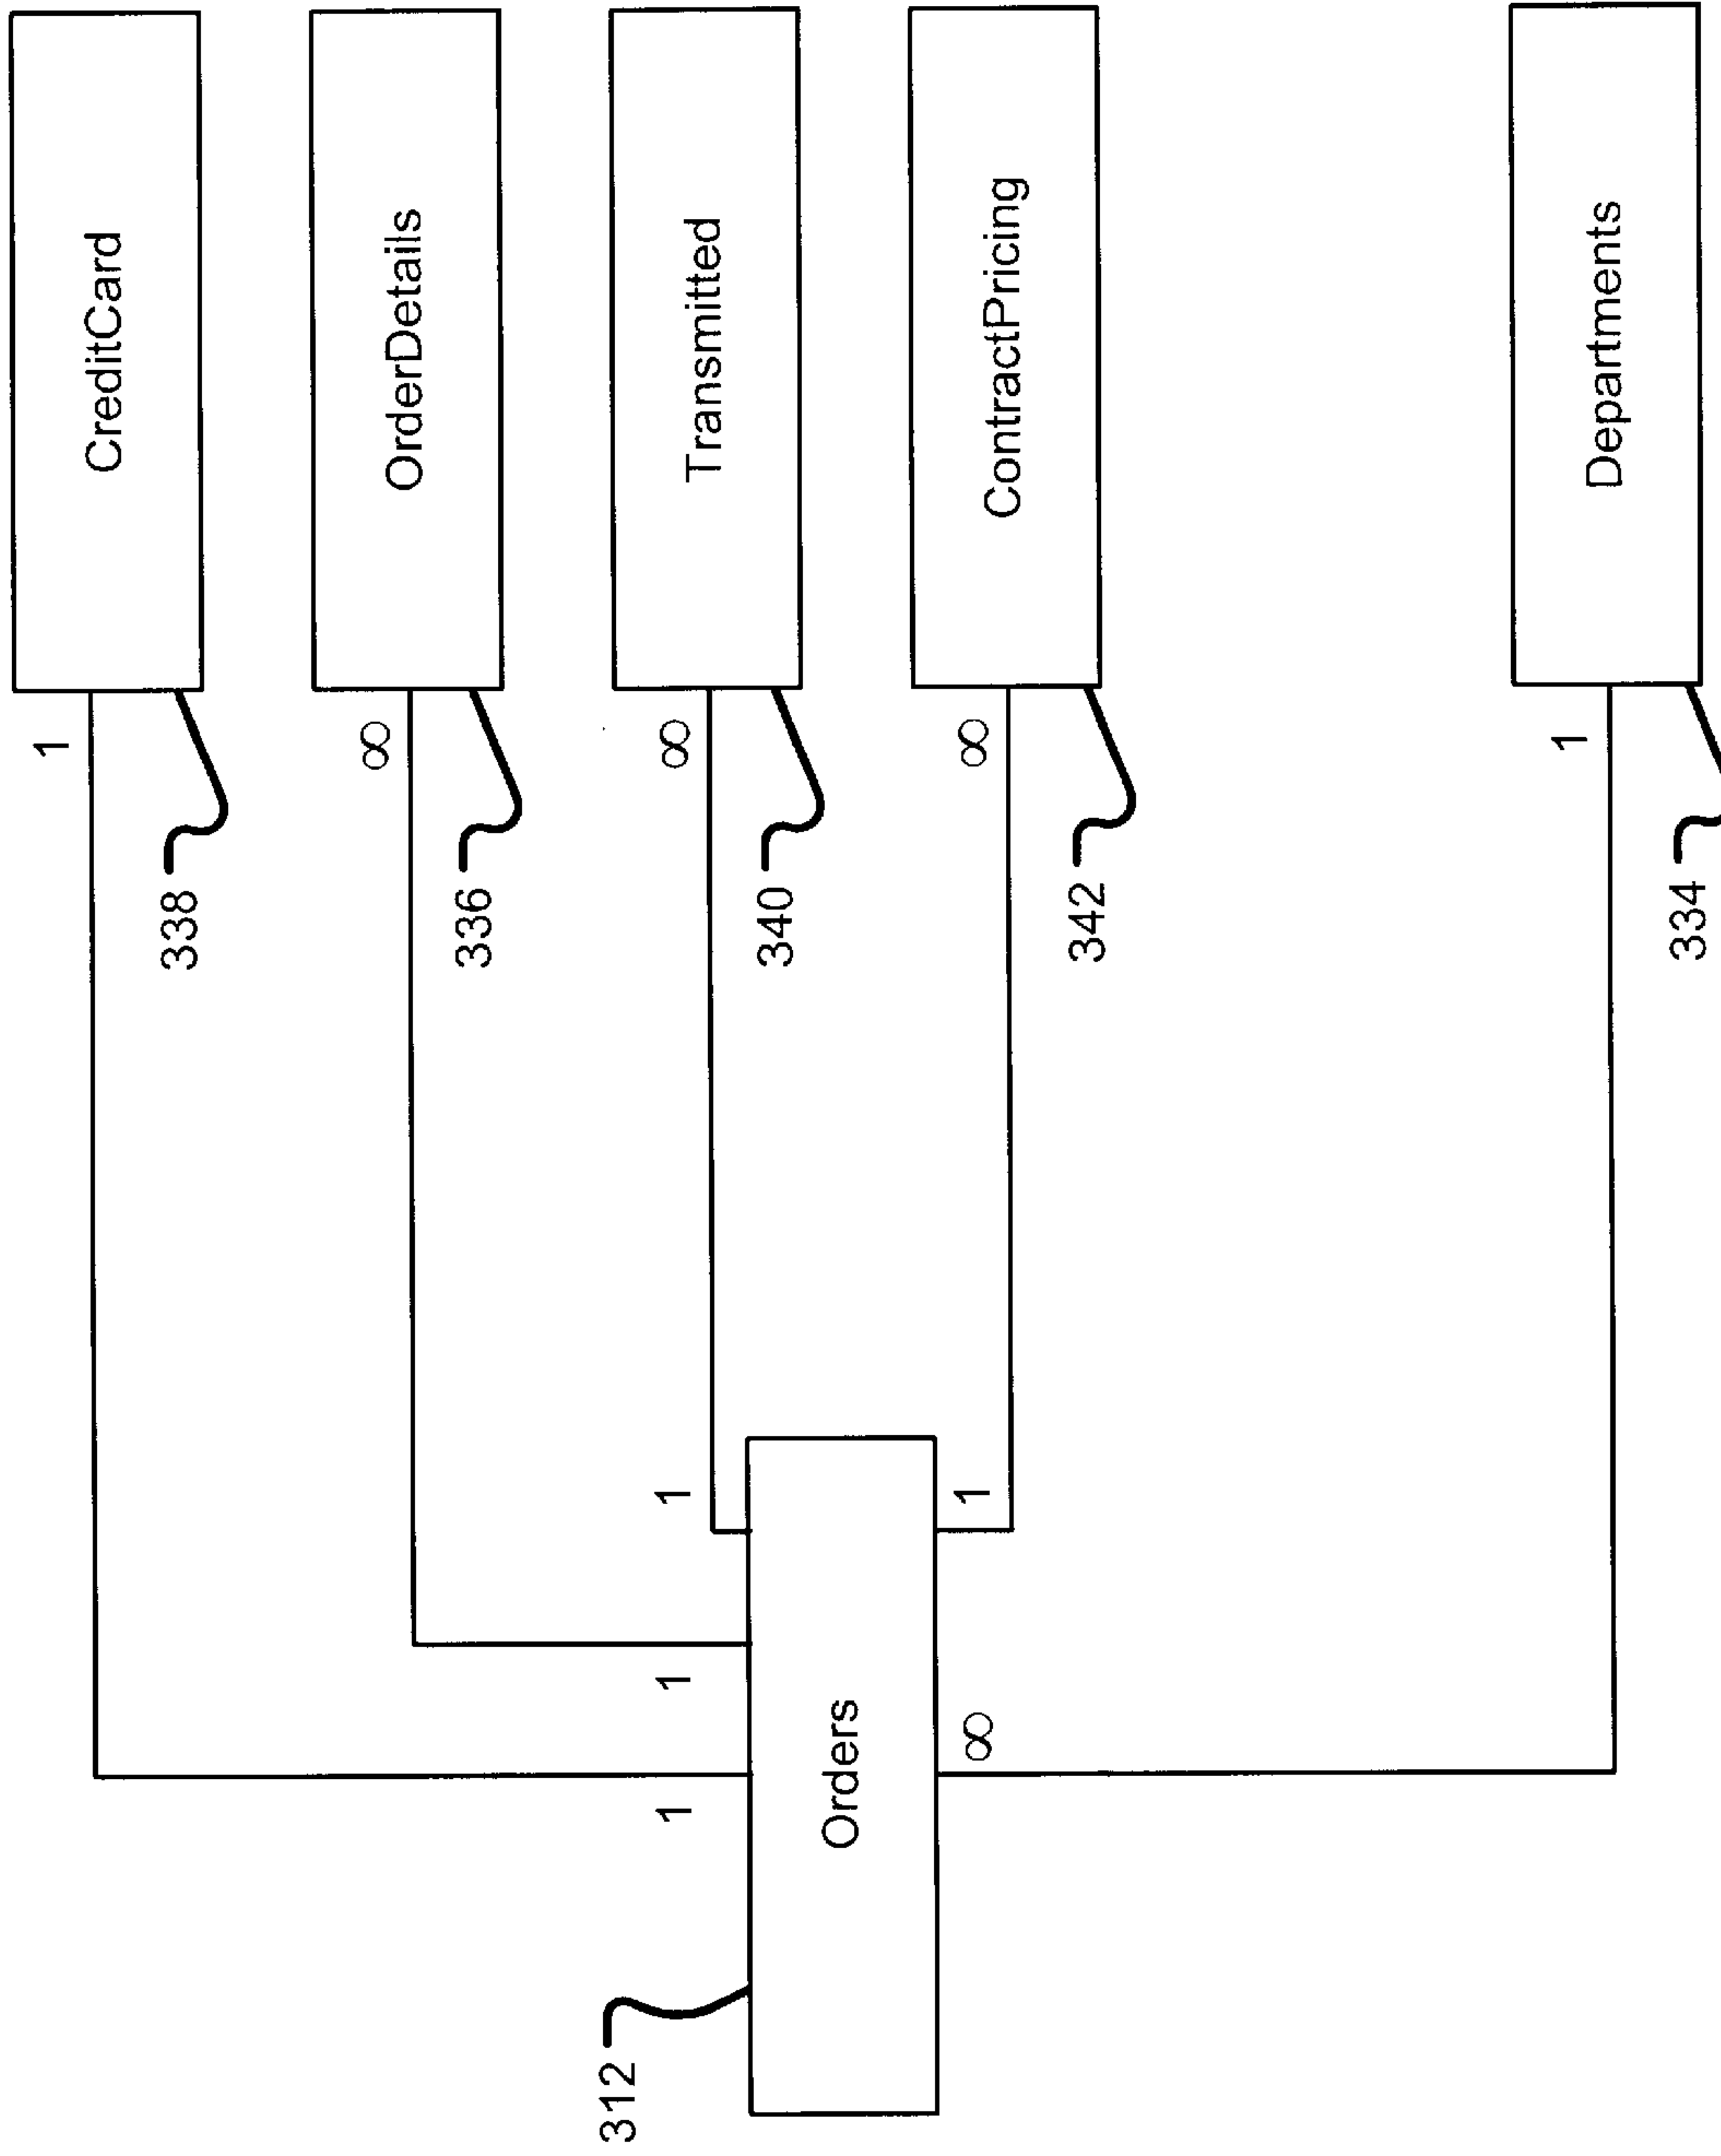 1
CreditCard
338
∞
OrderDetails
336
312
1
1
1
∞
Transmitted
340
Orders
∞
1
∞
ContractPricing
342
1
Departments
334